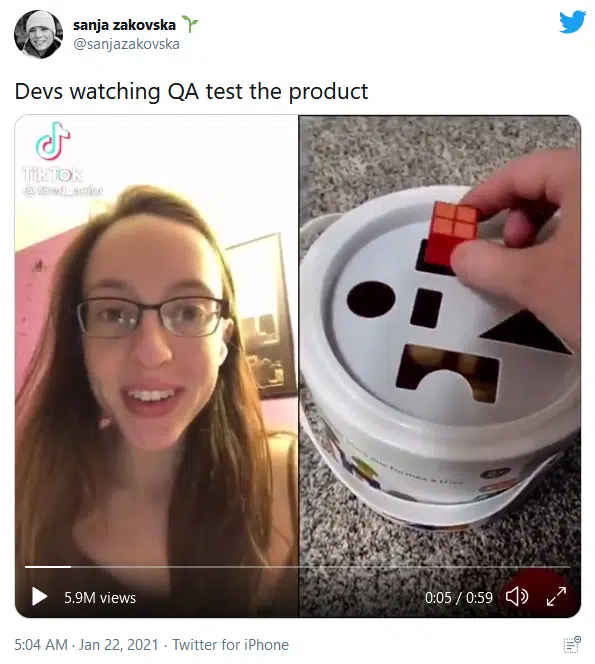 sanja zakovska
@sanjazakovska
Devs watching QA test the product
TikTok
@tired_actor
5.9M views
0:05 / 0:59
5:04 AM · Jan 22, 2021 · Twitter for iPhone